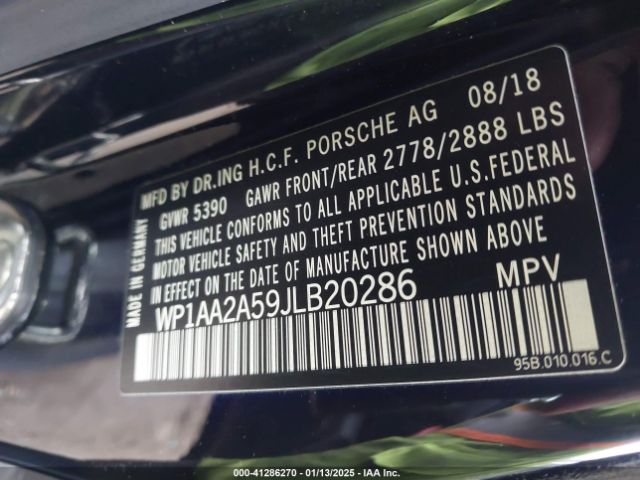 MFD BY DR.ING H.C.F. PORSCHE AG 08/18
GVWR 5390 GAWR FRONT/REAR 2778/2888 LBS
THIS VEHICLE CONFORMS TO ALL APPLICABLE U.S.FEDERAL
MOTOR VEHICLE SAFETY AND THEFT PREVENTION STANDARDS
IN EFFECT ON THE DATE OF MANUFACTURE SHOWN ABOVE
WP1AA2A59JLB20286 MPV
95B.010.016.C
MADE IN GERMANY
000-41286270 - 01/13/2025 - IAA Inc.